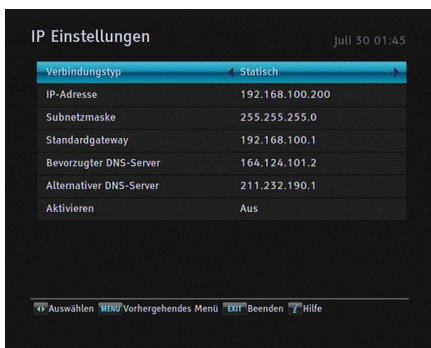 IP Einstellungen
Juli 30 01:45
Verbindungstyp Statisch
IP-Adresse 192.168.100.200
Subnetzmaske 255.255.255.0
Standardgateway 192.168.100.1
Bevorzugter DNS-Server 164.124.101.2
Alternativer DNS-Server 211.232.190.1
Aktivieren Aus
Auswählen MENU Vorhergehendes Menü EXIT Beenden i Hilfe